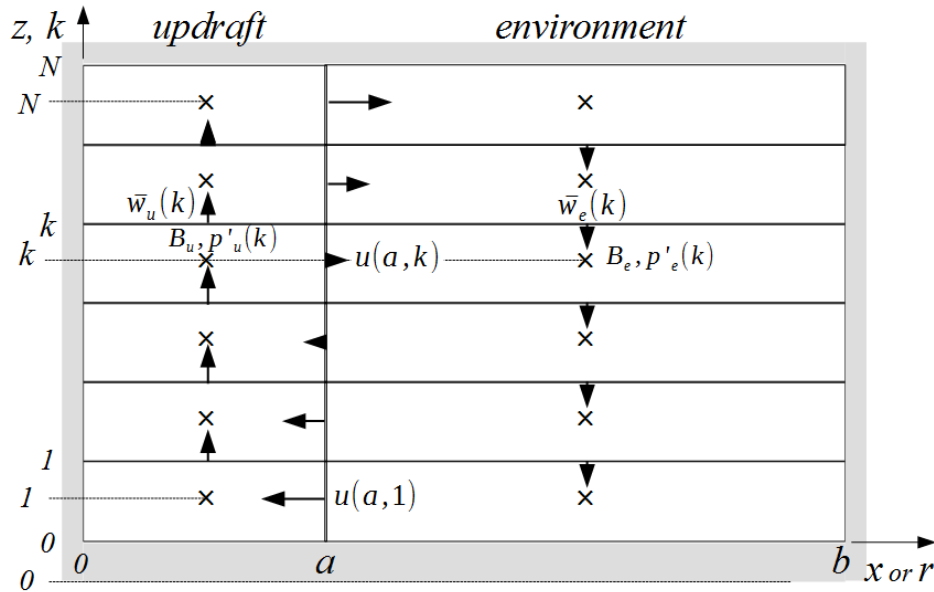 z, k updraft environment
N
N
w̄ᵤ(k) w̄ₑ(k)
k
Bᵤ, p'ᵤ(k)
k u(a,k) Bₑ, p'ₑ(k)
1
1 u(a,1)
0
0 a b x or r
0